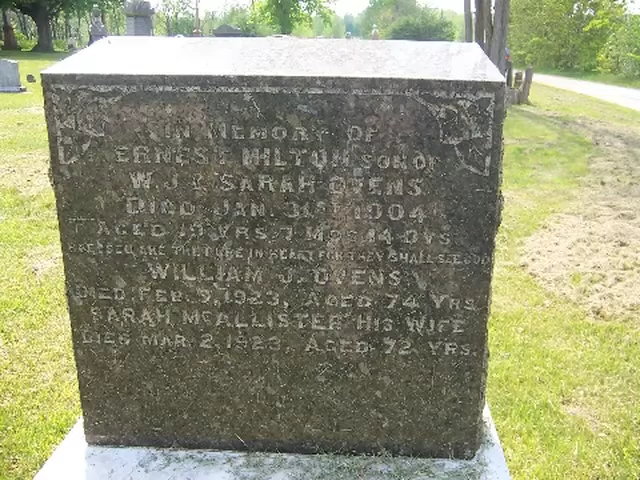 IN MEMORY OF
ERNEST MILTON SON OF
W. J. & SARAH OVENS
DIED JAN. 31ST 1904
AGED YRS. 7 MOS. 14 DYS.
BLESSED ARE THE PURE IN HEART FOR THEY SHALL SEE GOD
WILLIAM J. OVENS
DIED FEB. 9, 1923, AGED 74 YRS.
SARAH MCALLISTER HIS WIFE
DIED MAR. 2, 1923, AGED 72 YRS.